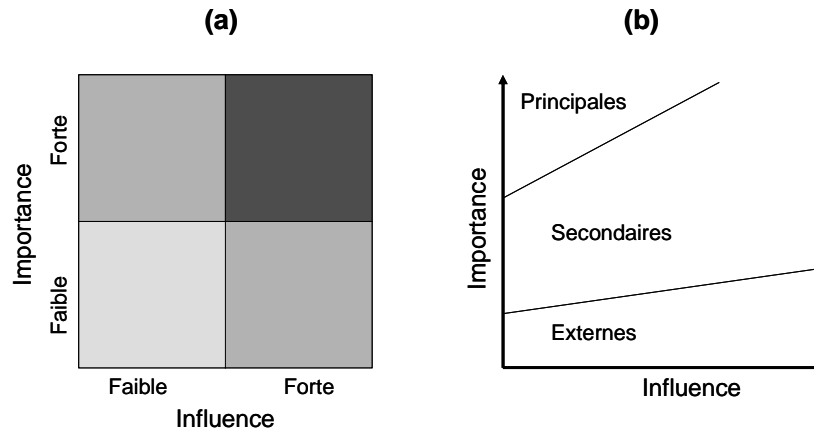 (a)
Importance
Forte
Faible
Faible
Forte
Influence
(b)
Importance
Principales
Secondaires
Externes
Influence